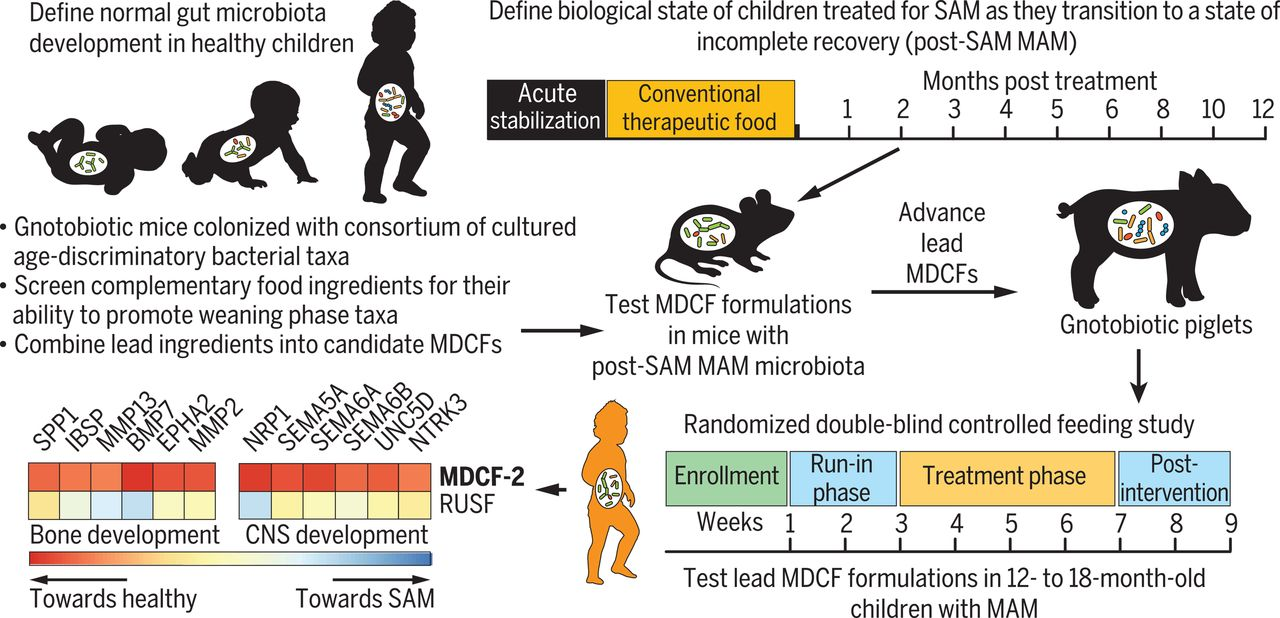 Define normal gut microbiota
development in healthy children
Define biological state of children treated for SAM as they transition to a state of
incomplete recovery (post-SAM MAM)
Acute
stabilization
Conventional
therapeutic food
Months post treatment
1 2 3 4 5 6 8 10 12
• Gnotobiotic mice colonized with consortium of cultured
age-discriminatory bacterial taxa
• Screen complementary food ingredients for their
ability to promote weaning phase taxa
• Combine lead ingredients into candidate MDCFs
Test MDCF formulations
in mice with
post-SAM MAM microbiota
Advance
lead
MDCFs
Gnotobiotic piglets
Randomized double-blind controlled feeding study
Enrollment
Run-in
phase
Treatment phase
Post-
intervention
Weeks 1 2 3 4 5 6 7 8 9
Test lead MDCF formulations in 12- to 18-month-old
children with MAM
SPP1 IBSP MMP13 BMP7 EPHA2 MMP2
NRP1 SEMA5A SEMA6A SEMA6B UNC5D NTRK3
MDCF-2
RUSF
Bone development
CNS development
Towards healthy
Towards SAM